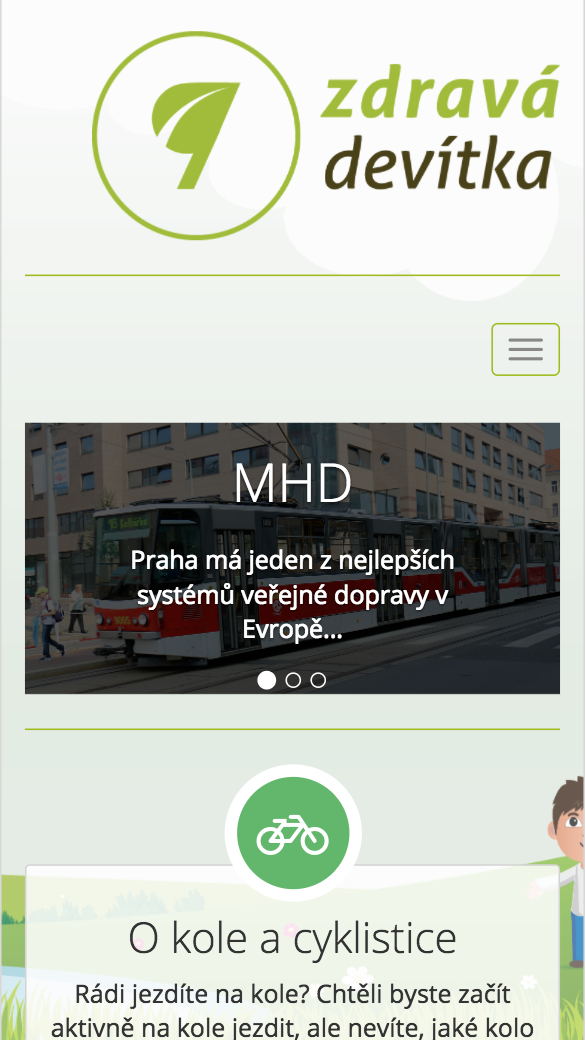 zdravá
devítka
MHD
Praha má jeden z nejlepších
systémů veřejné dopravy v
Evropě...
O kole a cyklistice
Rádi jezdíte na kole? Chtěli byste začít
aktivně na kole jezdit, ale nevíte, jaké kolo